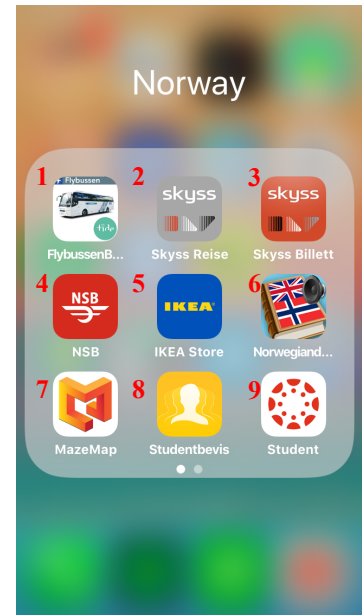 Norway
1 2 3
Flybussen
tide
skyss
skyss
FlybussenB...
Skyss Reise
Skyss Billett
4 5 6
NSB
IKEA
NSB
IKEA Store
Norwegiand...
7 8 9
MazeMap
Studentbevis
Student